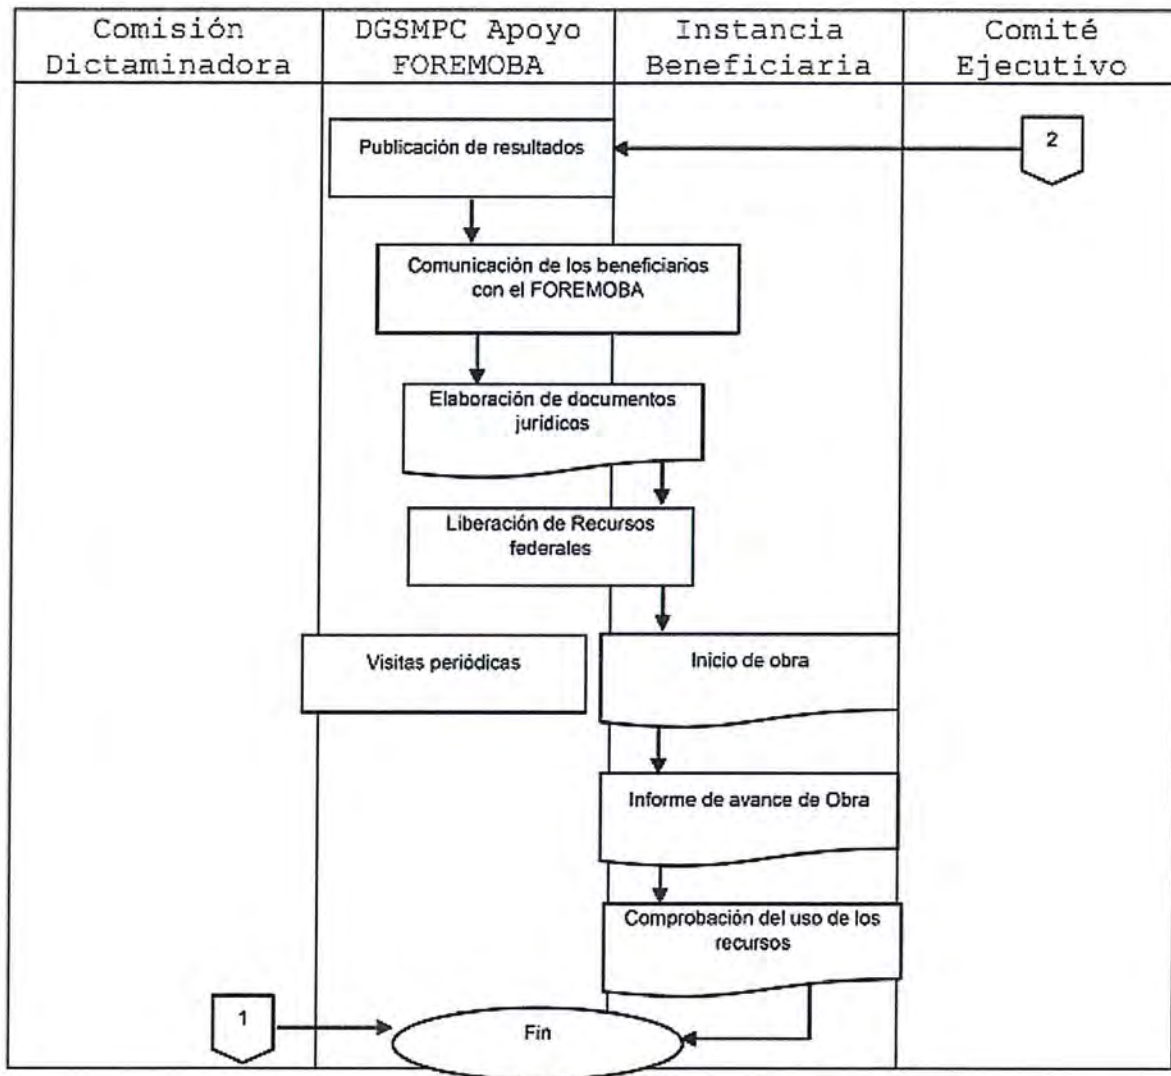 Comisión
Dictaminadora
DGSMPC Apoyo
FOREMOBA
Instancia
Beneficiaria
Comité
Ejecutivo
Publicación de resultados
2
Comunicación de los beneficiarios
con el FOREMOBA
Elaboración de documentos
jurídicos
Liberación de Recursos
federales
Visitas periódicas
Inicio de obra
Informe de avance de Obra
Comprobación del uso de los
recursos
1
Fin